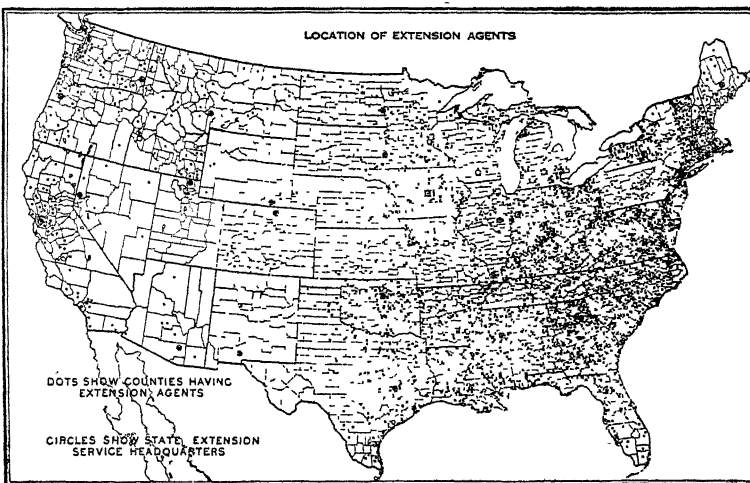 LOCATION OF EXTENSION AGENTS
DOTS SHOW COUNTIES HAVING
EXTENSION AGENTS
CIRCLES SHOW STATE EXTENSION
SERVICE HEADQUARTERS